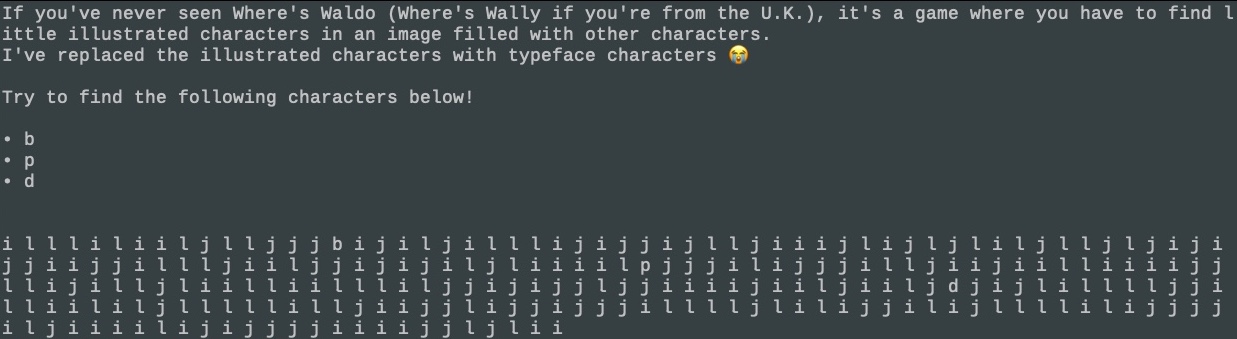 If you've never seen Where's Waldo (Where's Wally if you're from the U.K.), it's a game where you have to find l
ittle illustrated characters in an image filled with other characters.
I've replaced the illustrated characters with typeface characters 😭
Try to find the following characters below!
• b
• p
• d
i l l l i l i i l j l l j j j b i j i l j i l l l i j i j j i j l l j i i i j l i j l j l i l j l l j l j i j i
j j i i j j i l l l j i i l j j i j i j i l j l i i i i l p j j j i l i j j j i l l j i i j i i l l i i i i j j
l l i j i l l j l i i l l i i l l l i l j j i j i j l j j i i i i j i i l j i i l j d j i j l i l l l l j j i
l l i i l i l j l l l l l i l l j i i j j l i j j i j j j i l l l l j l i l i j j i l i j l l l l i l i j j j j
i l j i i i i l i j i j j j j i i i i j j l j l i i